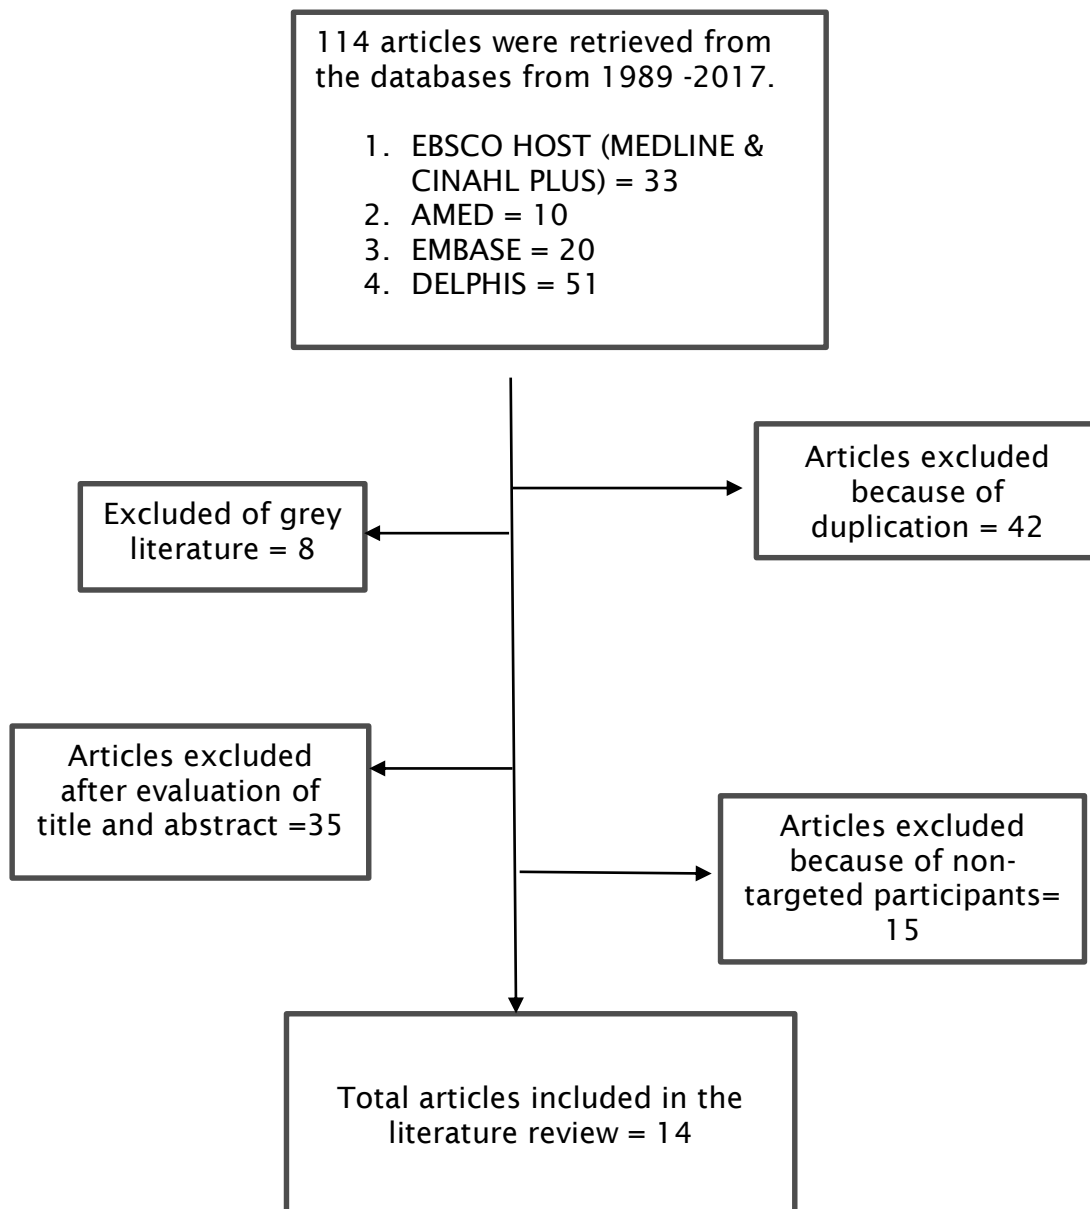 114 articles were retrieved from
the databases from 1989 -2017.
1. EBSCO HOST (MEDLINE &
CINAHL PLUS) = 33
2. AMED = 10
3. EMBASE = 20
4. DELPHIS = 51
Articles excluded
because of
duplication = 42
Excluded of grey
literature = 8
Articles excluded
after evaluation of
title and abstract =35
Articles excluded
because of non-
targeted participants=
15
Total articles included in the
literature review = 14